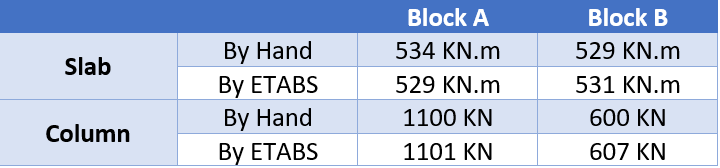 Block A Block B
Slab By Hand 534 KN.m 529 KN.m
By ETABS 529 KN.m 531 KN.m
Column By Hand 1100 KN 600 KN
By ETABS 1101 KN 607 KN